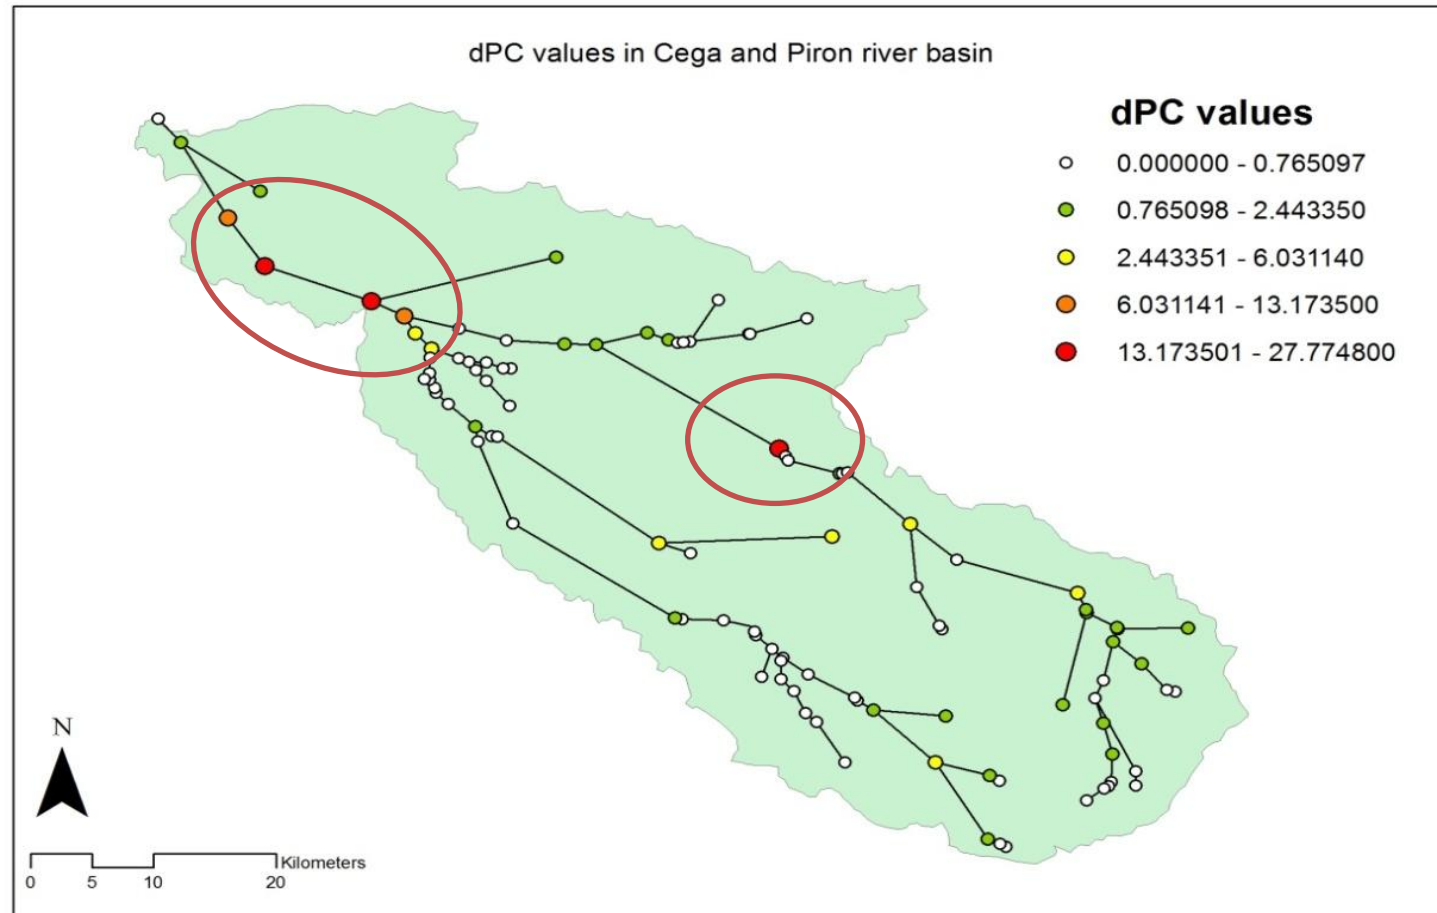 dPC values in Cega and Piron river basin
dPC values
0.000000 - 0.765097
0.765098 - 2.443350
2.443351 - 6.031140
6.031141 - 13.173500
13.173501 - 27.774800
N
Kilometers
0 5 10 20